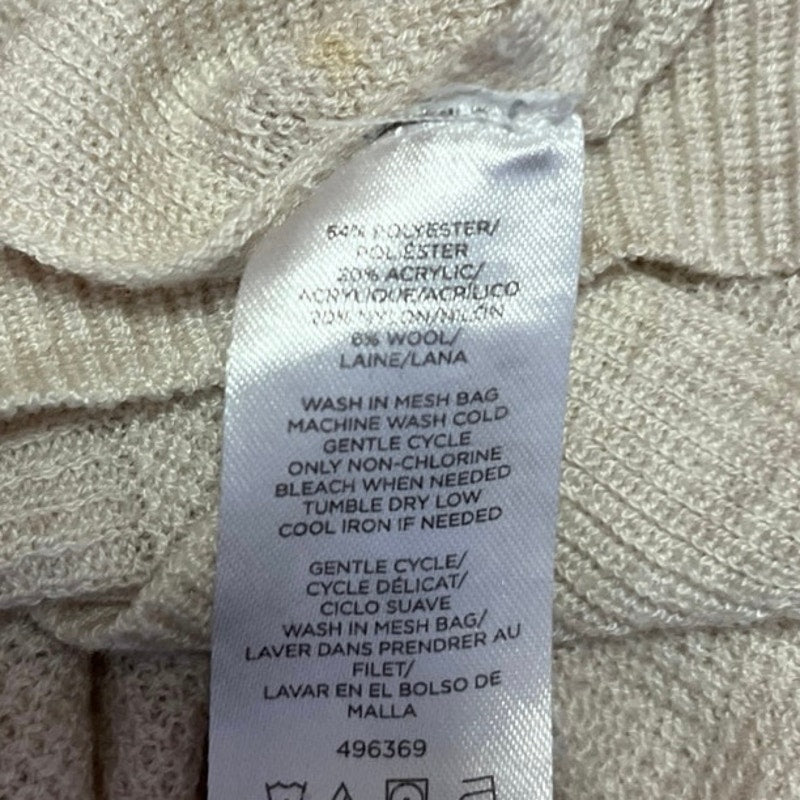 64% POLYESTER/
POLIÉSTER
20% ACRYLIC/
ACRYLIQUE/ACRÍLICO
20% NYLON/NILÓN
6% WOOL/
LAINE/LANA
WASH IN MESH BAG
MACHINE WASH COLD
GENTLE CYCLE
ONLY NON-CHLORINE
BLEACH WHEN NEEDED
TUMBLE DRY LOW
COOL IRON IF NEEDED
GENTLE CYCLE/
CYCLE DÉLICAT/
CICLO SUAVE
WASH IN MESH BAG/
LAVER DANS PRENDRER AU
FILET/
LAVAR EN EL BOLSO DE
MALLA
496369